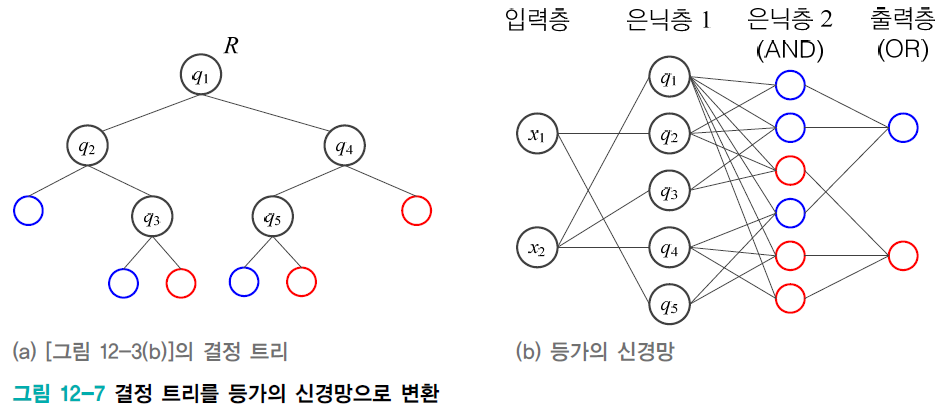 R
q1
q2
q4
q3
q5
(a) [그림 12-3(b)]의 결정 트리
입력층
은닉층 1
은닉층 2
(AND)
출력층
(OR)
x1
x2
q1
q2
q3
q4
q5
(b) 등가의 신경망
그림 12-7 결정 트리를 등가의 신경망으로 변환